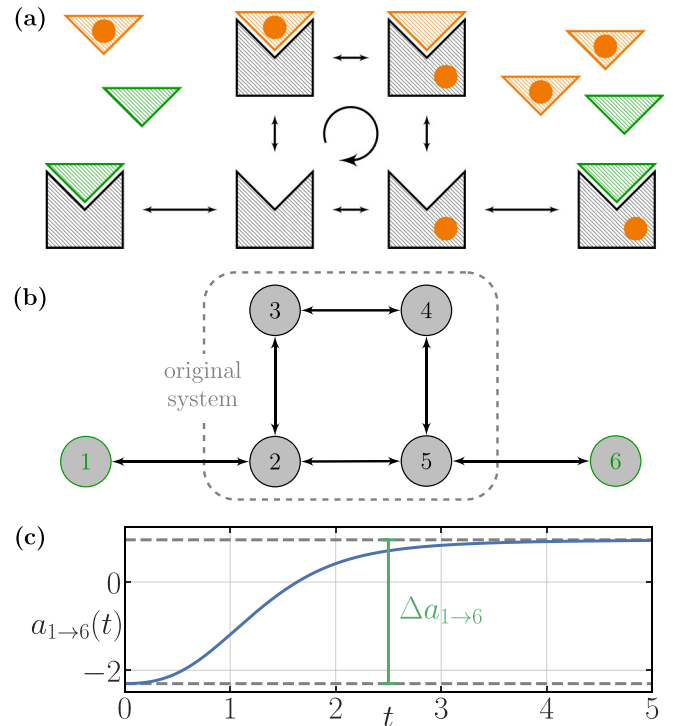 (a)
(b)
3 4
original
system
1 2 5 6
(c)
0
a₁→₆(t)
Δa₁→₆
−2
0 1 2 t 3 4 5